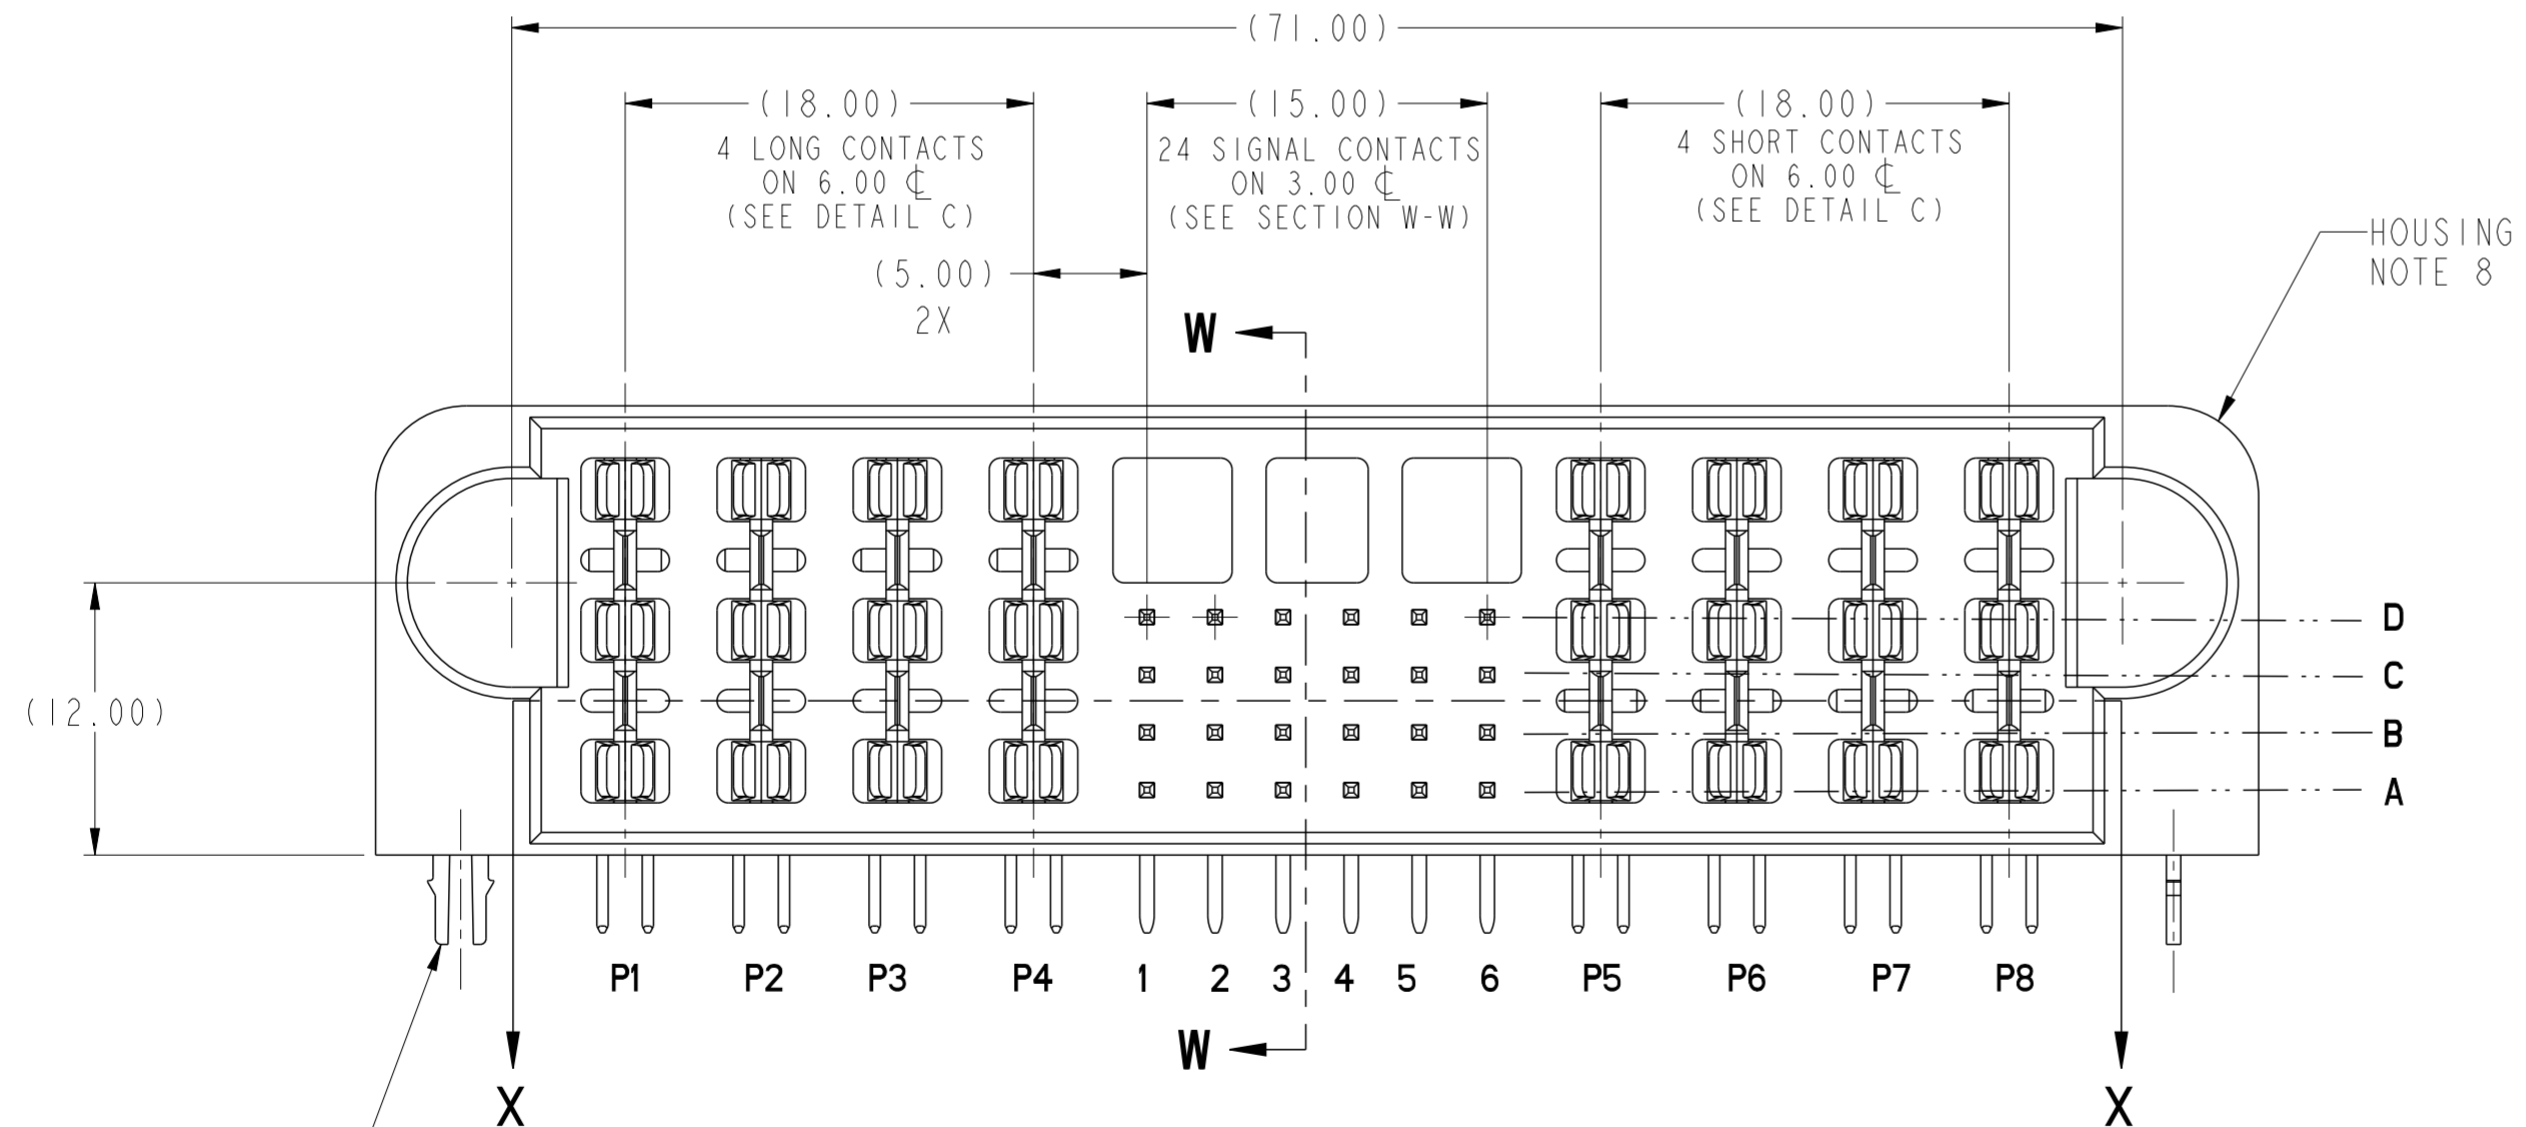 (71.00)
(18.00)
4 LONG CONTACTS
ON 6.00 ℄
(SEE DETAIL C)
(15.00)
24 SIGNAL CONTACTS
ON 3.00 ℄
(SEE SECTION W-W)
(18.00)
4 SHORT CONTACTS
ON 6.00 ℄
(SEE DETAIL C)
HOUSING
NOTE 8
(5.00)
2X
W
D
C
(12.00)
B
A
P1 P2 P3 P4 1 2 3 4 5 6 P5 P6 P7 P8
W
X X